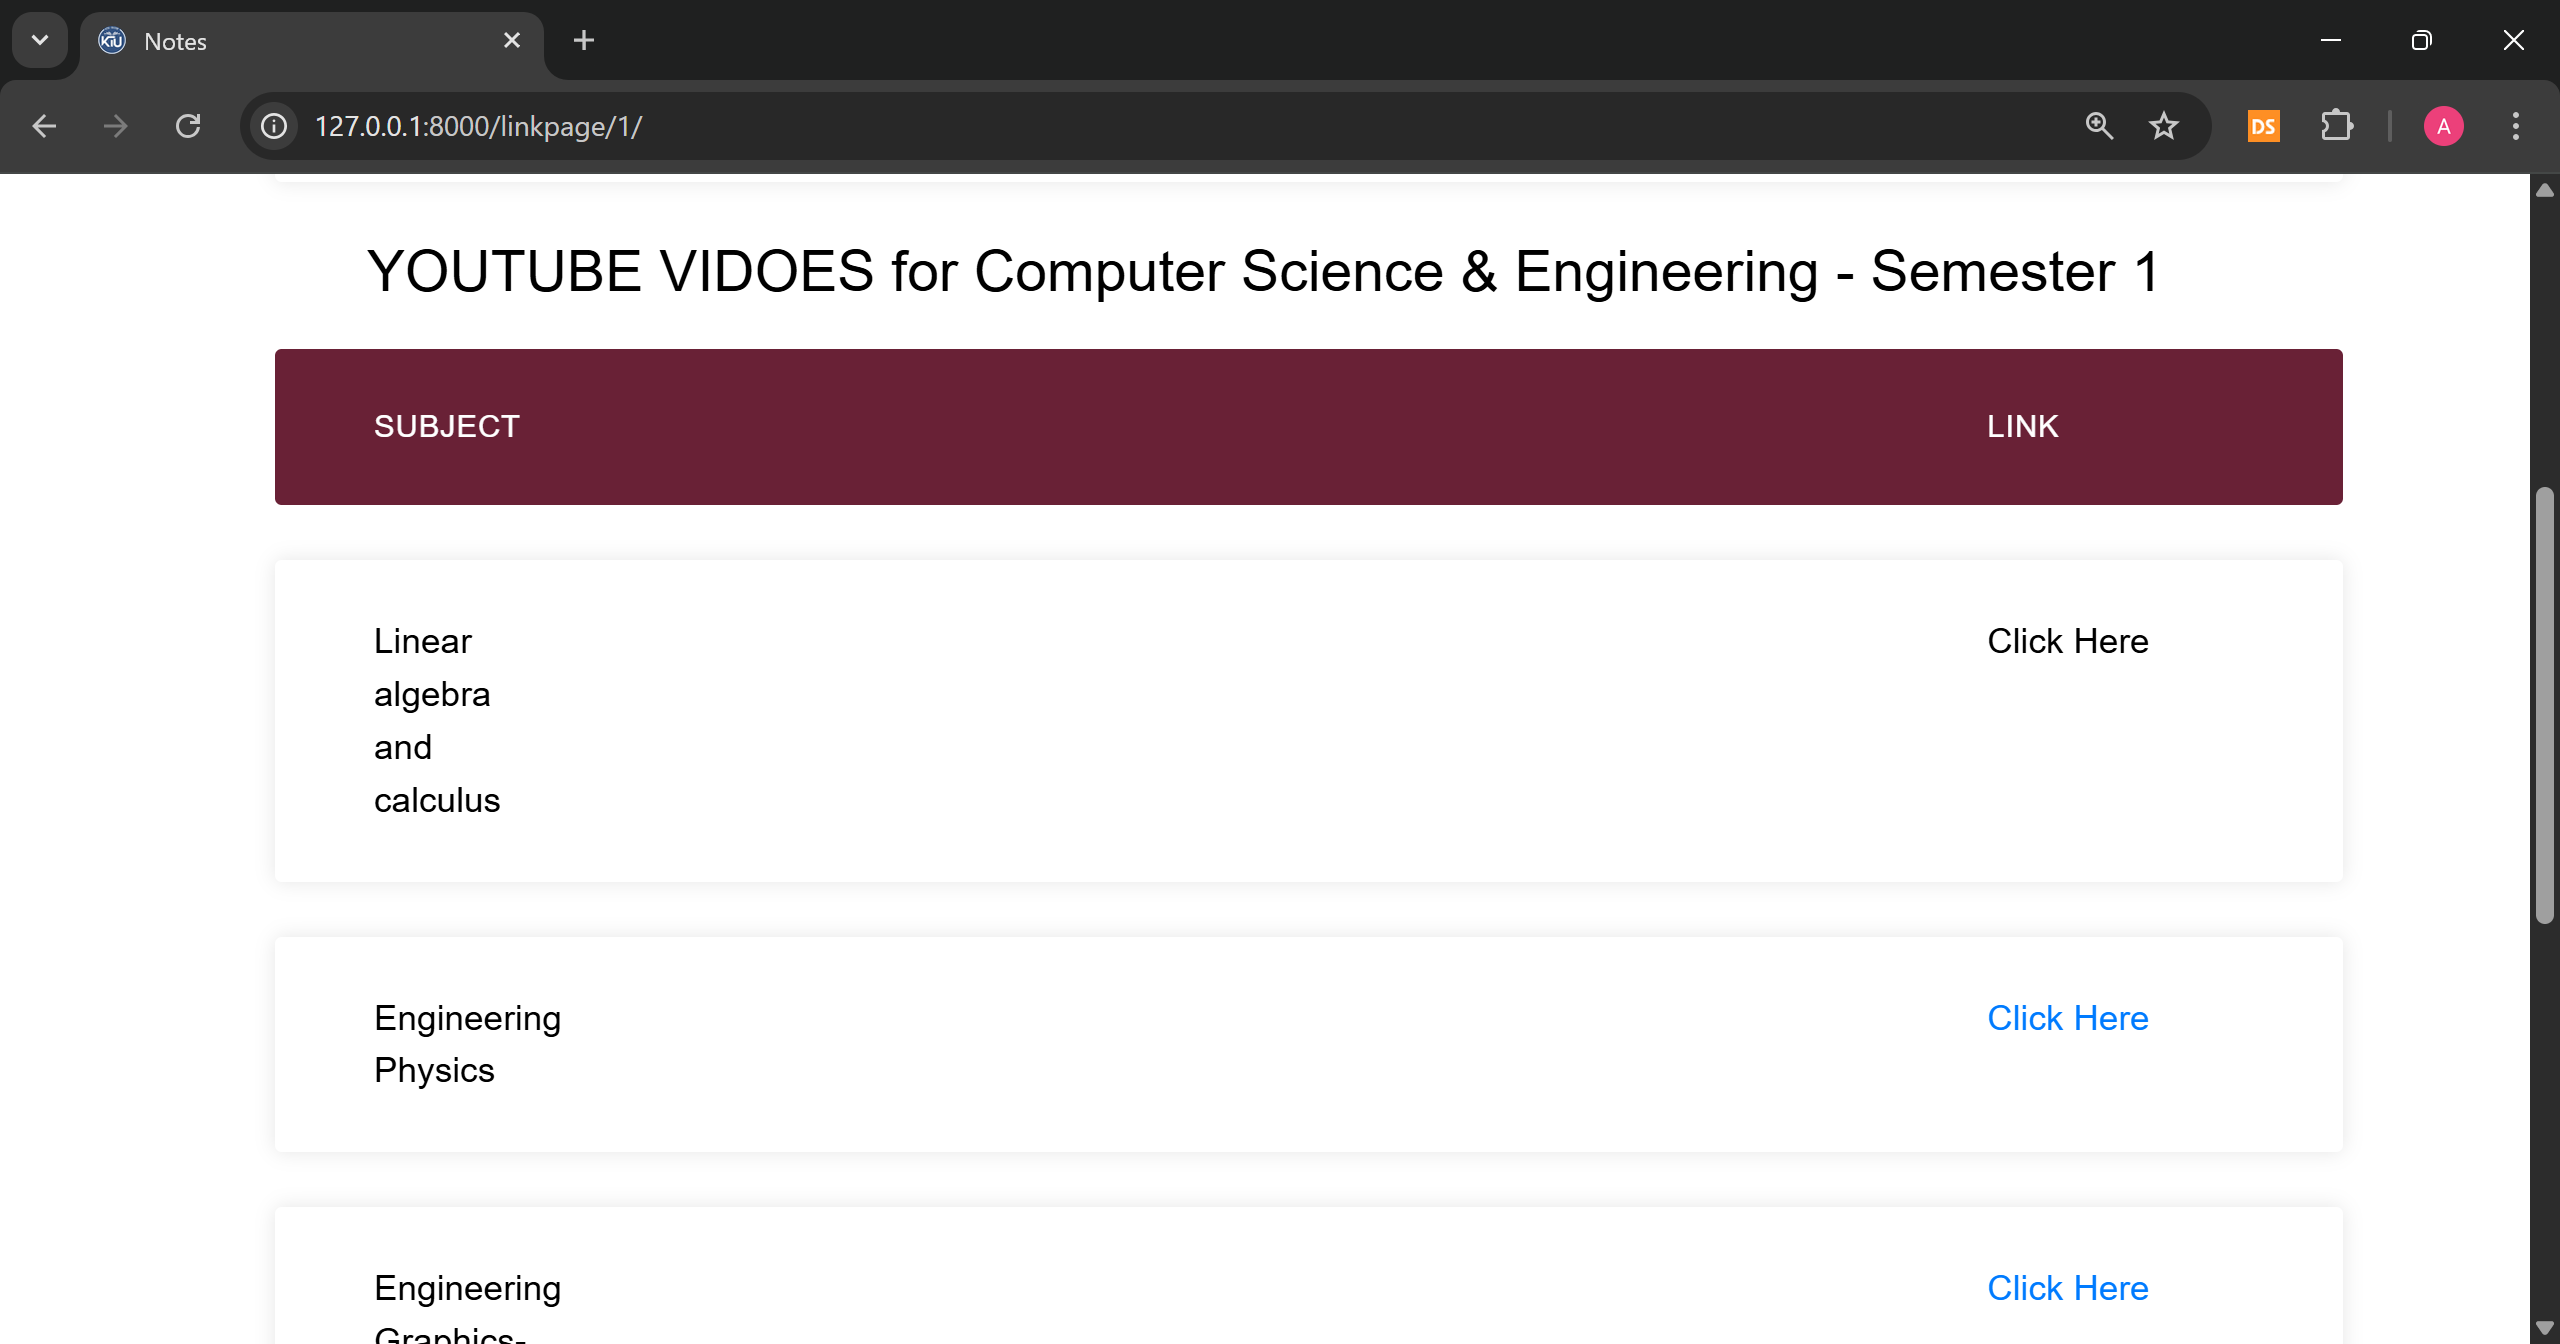 KTU
Notes
127.0.0.1:8000/linkpage/1/
DS
A
YOUTUBE VIDOES for Computer Science & Engineering - Semester 1
SUBJECT
LINK
Linear
algebra
and
calculus
Click Here
Engineering
Physics
Click Here
Engineering
Graphics-
Click Here